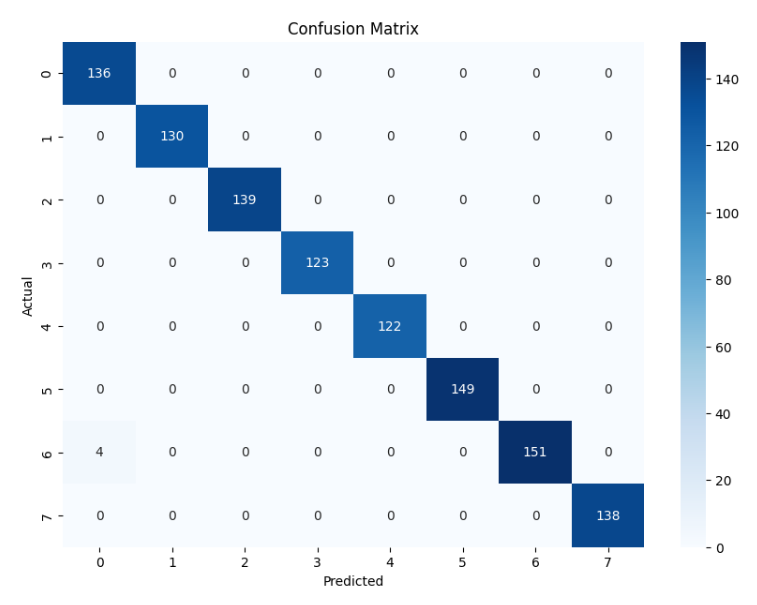 Confusion Matrix
0 136 0 0 0 0 0 0 0
1 0 130 0 0 0 0 0 0
2 0 0 139 0 0 0 0 0
3 0 0 0 123 0 0 0 0
4 0 0 0 0 122 0 0 0
5 0 0 0 0 0 149 0 0
6 4 0 0 0 0 0 151 0
7 0 0 0 0 0 0 0 138
0 1 2 3 4 5 6 7
Predicted
Actual
140
120
100
80
60
40
20
0